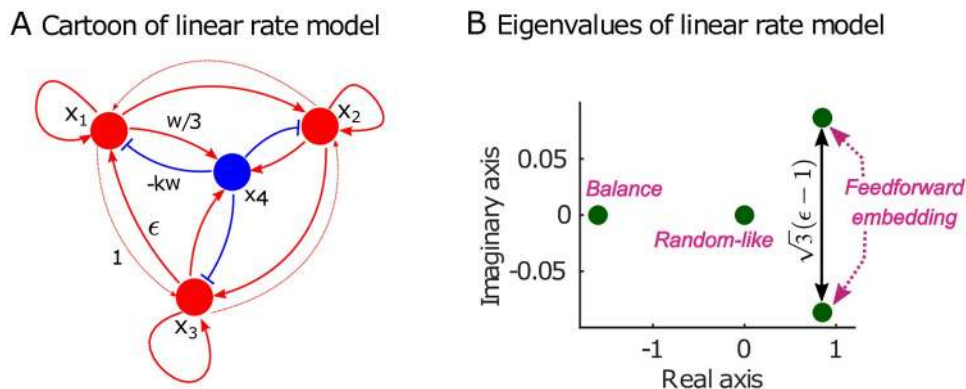 A Cartoon of linear rate model
x1
x2
w/3
-kw
x4
ϵ
1
x3
B Eigenvalues of linear rate model
Imaginary axis
0.05
0
-0.05
Balance
Random-like
√3(ϵ − 1)
Feedforward
embedding
-1
0
1
Real axis